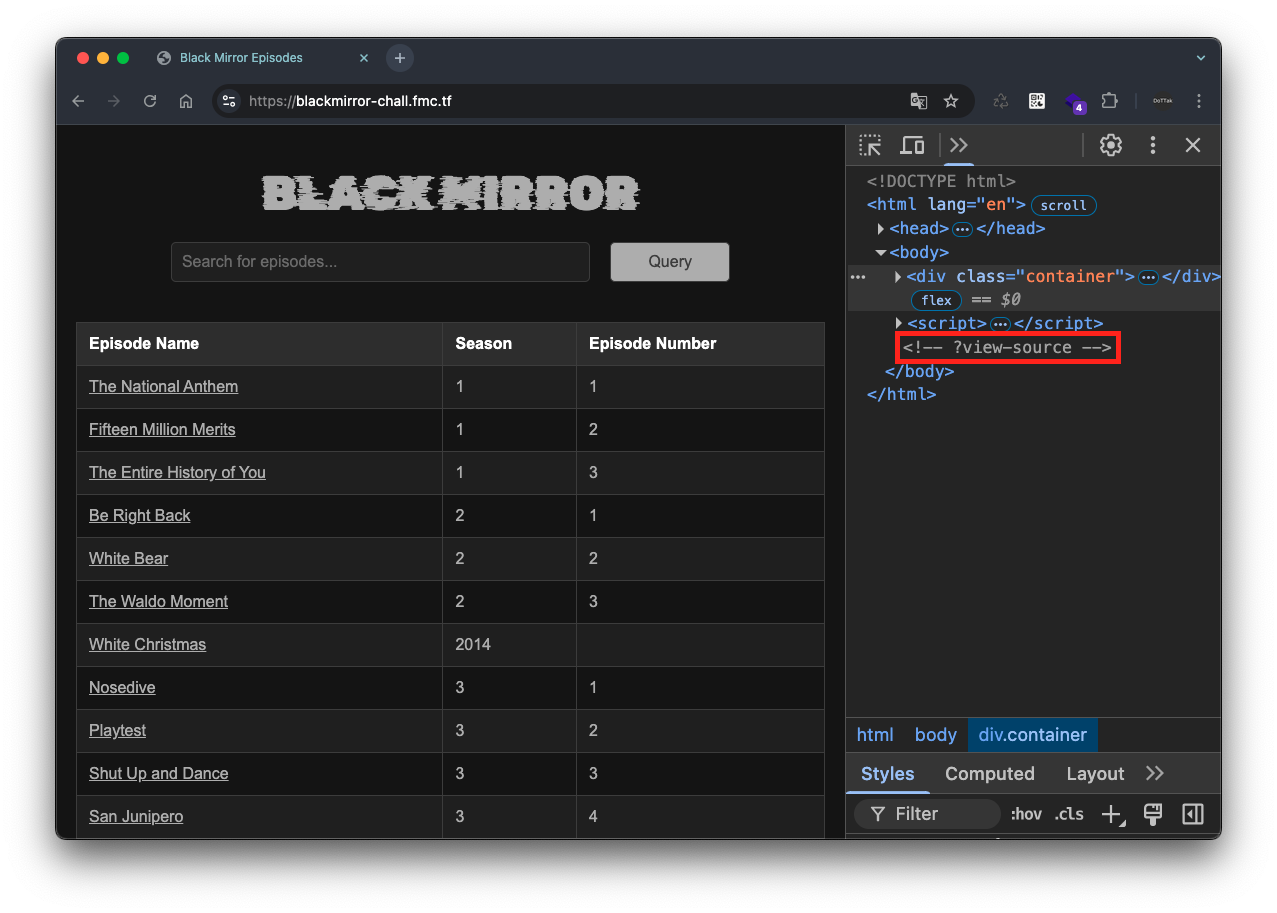 Black Mirror Episodes
https://blackmirror-chall.fmc.tf
4
DoTTak
BLACK MIRROR
Search for episodes...
Query
Episode Name Season Episode Number
The National Anthem 1 1
Fifteen Million Merits 1 2
The Entire History of You 1 3
Be Right Back 2 1
White Bear 2 2
The Waldo Moment 2 3
White Christmas 2014
Nosedive 3 1
Playtest 3 2
Shut Up and Dance 3 3
San Junipero 3 4
<!DOCTYPE html>
<html lang="en"> scroll
<head> ... </head>
<body>
... <div class="container"> ... </div>
flex == $0
<script> ... </script>
<!-- ?view-source -->
</body>
</html>
html body div.container
Styles Computed Layout
Filter :hov .cls